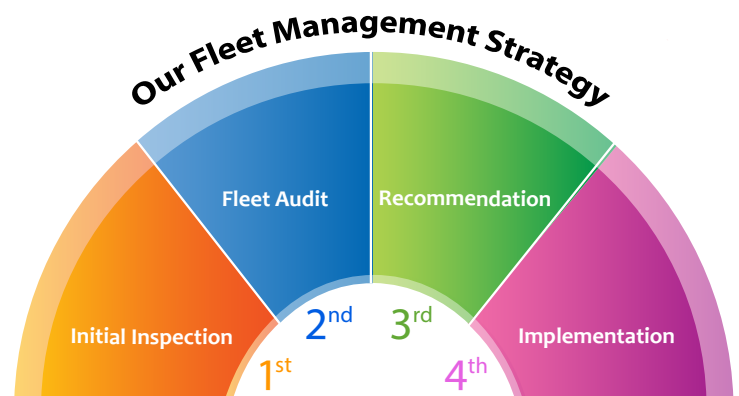 Our Fleet Management Strategy
Fleet Audit
Recommendation
Initial Inspection
Implementation
1st
2nd
3rd
4th